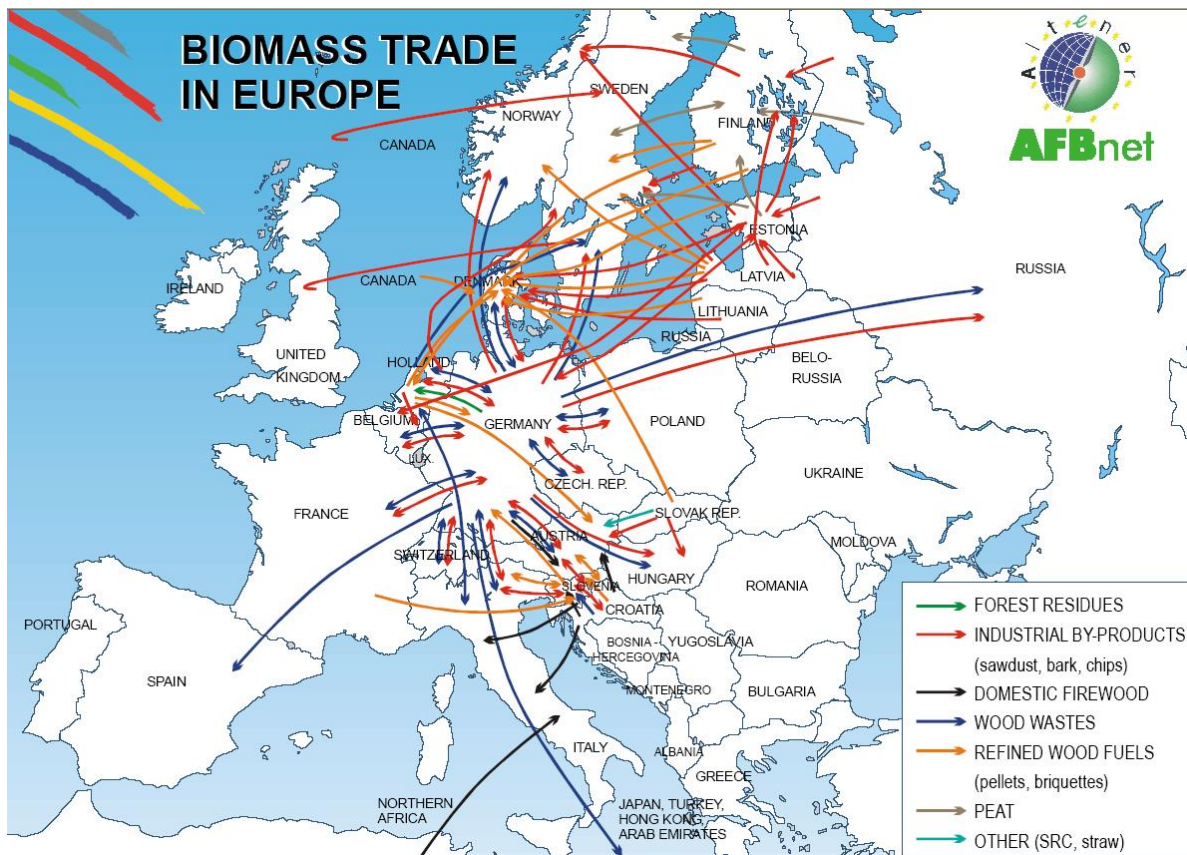 BIOMASS TRADE
IN EUROPE
Altener
AFBnet
CANADA
NORWAY
SWEDEN
FINLAND
ESTONIA
RUSSIA
IRELAND
CANADA
DENMARK
LATVIA
LITHUANIA
UNITED
KINGDOM
HOLLAND
RUSSIA
BELO-
RUSSIA
BELGIUM
GERMANY
POLAND
LUX.
CZECH. REP.
UKRAINE
FRANCE
SLOVAK REP.
AUSTRIA
SWITZERLAND
MOLDOVA
HUNGARY
SLOVENIA
ROMANIA
CROATIA
PORTUGAL
SPAIN
BOSNIA -
HERCEGOVINA
YUGOSLAVIA
MONTENEGRO
BULGARIA
ITALY
ALBANIA
GREECE
NORTHERN
AFRICA
JAPAN, TURKEY,
HONG KONG,
ARAB EMIRATES
FOREST RESIDUES
INDUSTRIAL BY-PRODUCTS
(sawdust, bark, chips)
DOMESTIC FIREWOOD
WOOD WASTES
REFINED WOOD FUELS
(pellets, briquettes)
PEAT
OTHER (SRC, straw)